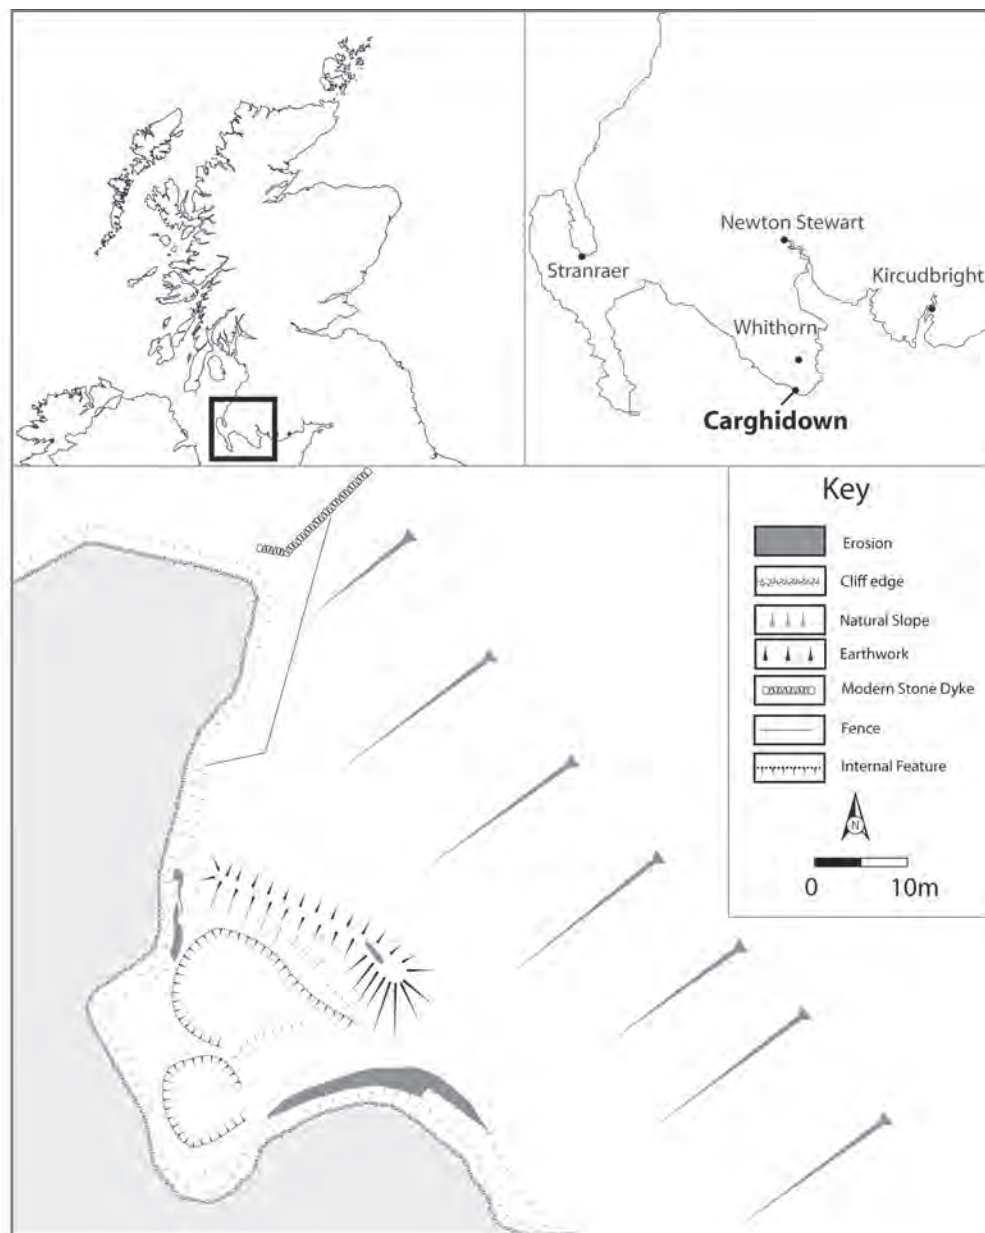 Newton Stewart
Stranraer
Kircudbright
Whithorn
Carghidown
Key
Erosion
Cliff edge
Natural Slope
Earthwork
Modern Stone Dyke
Fence
Internal Feature
N
0 10m